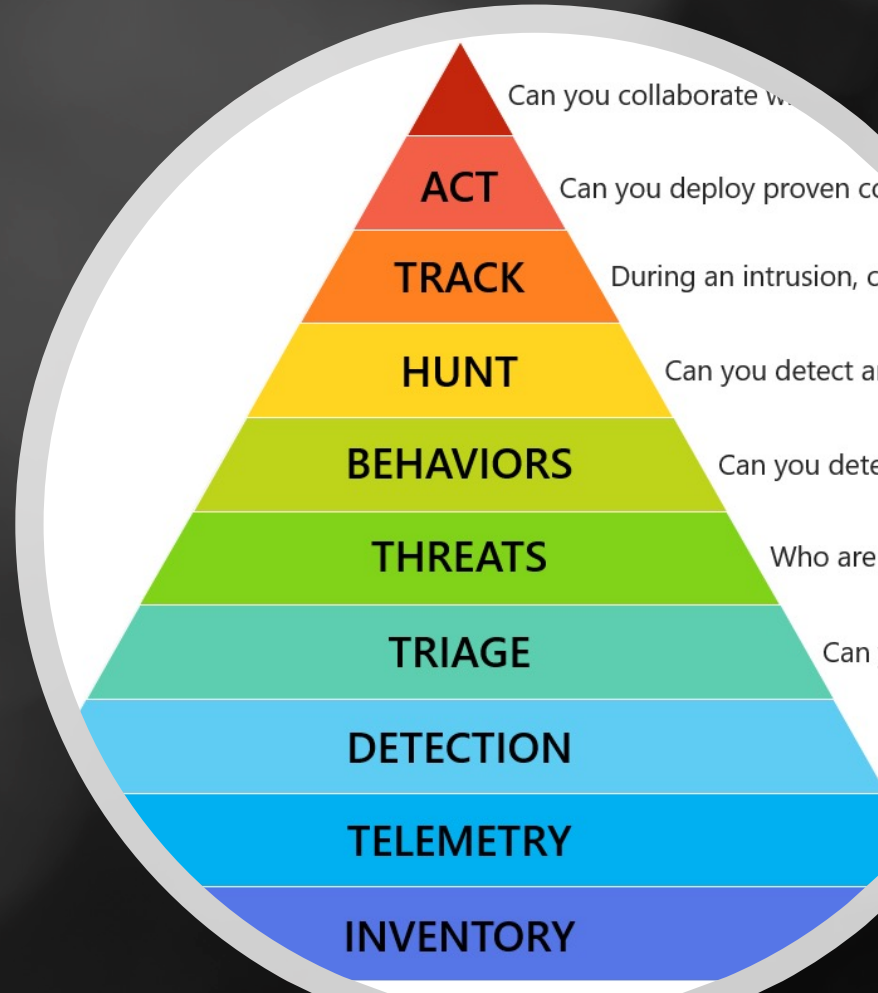 Can you collaborate
ACT Can you deploy proven
TRACK During an intrusion,
HUNT Can you detect
BEHAVIORS Can you
THREATS Who are
TRIAGE Can
DETECTION
TELEMETRY
INVENTORY